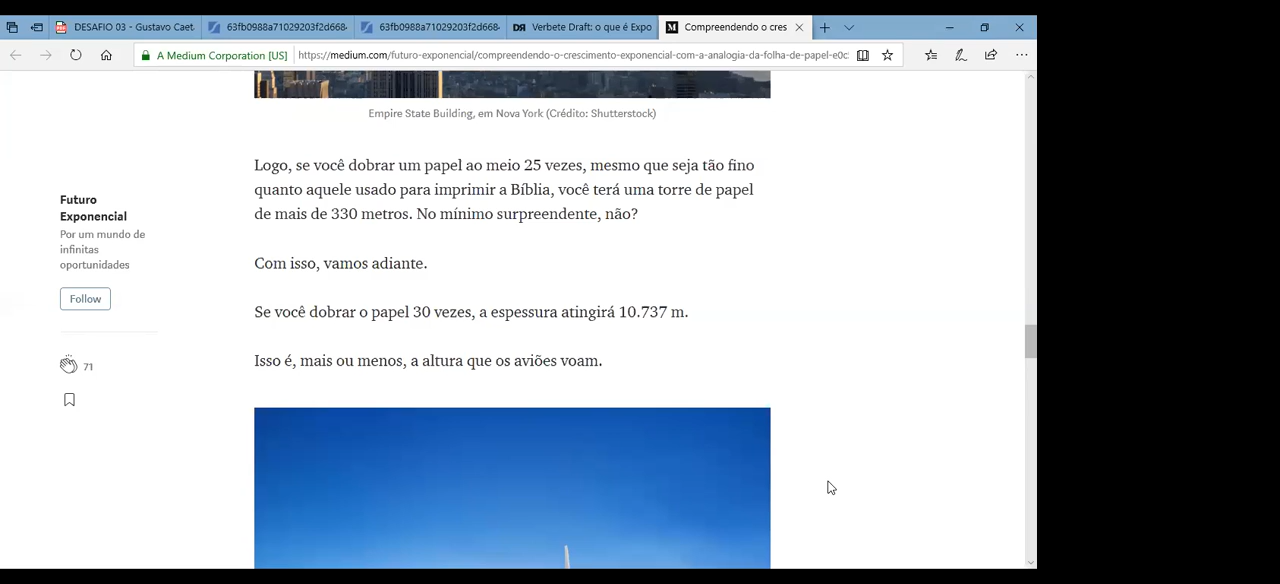 DESAFIO 03 - Gustavo Caet
63fb0988a71029203f2d668
63fb0988a71029203f2d668
DR Verbete Draft: o que é Expo
M Compreendendo o cres
A Medium Corporation [US]
https://medium.com/futuro-exponencial/compreendendo-o-crescimento-exponencial-com-a-analogia-da-folha-de-papel-e0c
Empire State Building, em Nova York (Crédito: Shutterstock)
Logo, se você dobrar um papel ao meio 25 vezes, mesmo que seja tão fino
quanto aquele usado para imprimir a Bíblia, você terá uma torre de papel
de mais de 330 metros. No mínimo surpreendente, não?
Futuro
Exponencial
Por um mundo de
infinitas
oportunidades
Follow
71
Com isso, vamos adiante.
Se você dobrar o papel 30 vezes, a espessura atingirá 10.737 m.
Isso é, mais ou menos, a altura que os aviões voam.